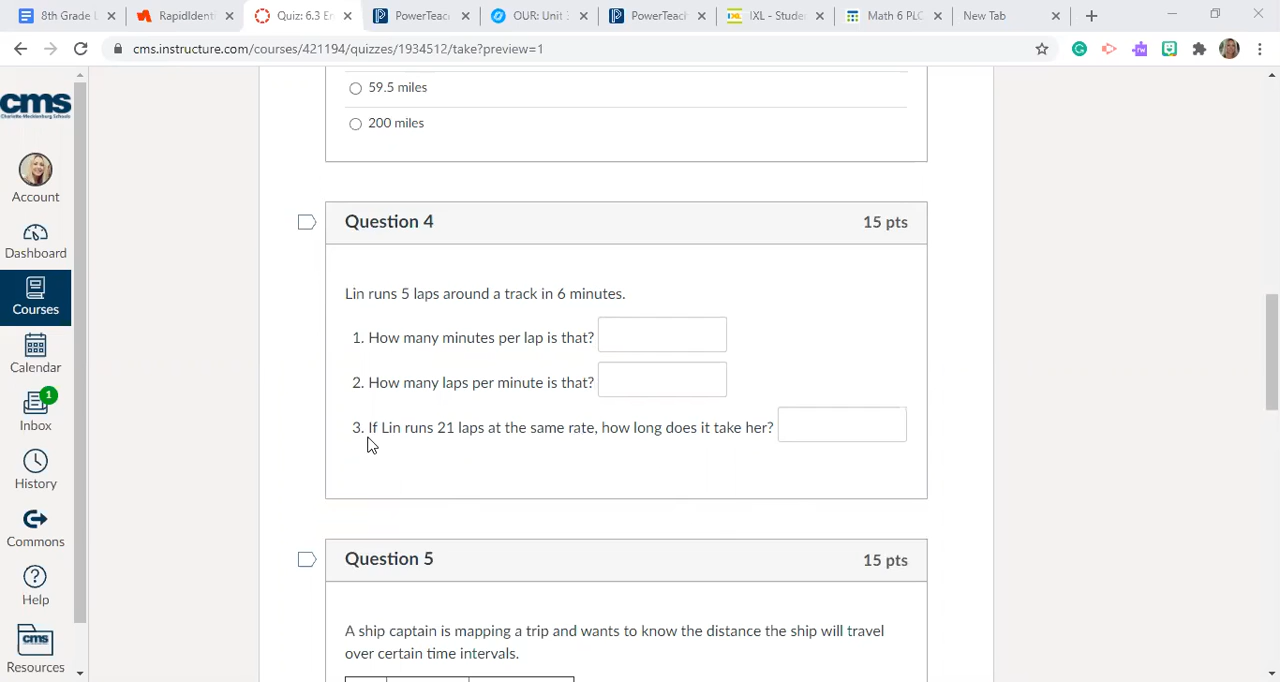 8th Grade L
RapidIdent
Quiz: 6.3 Er
PowerTeac
OUR: Unit
PowerTeach
IXL - Stude
Math 6 PLC
New Tab
cms.instructure.com/courses/421194/quizzes/1934512/take?preview=1
cms
Charlotte-Mecklenburg Schools
Account
Dashboard
Courses
Calendar
1
Inbox
History
Commons
Help
cms
Resources
59.5 miles
200 miles
Question 4
15 pts
Lin runs 5 laps around a track in 6 minutes.
1. How many minutes per lap is that?
2. How many laps per minute is that?
3. If Lin runs 21 laps at the same rate, how long does it take her?
Question 5
15 pts
A ship captain is mapping a trip and wants to know the distance the ship will travel
over certain time intervals.